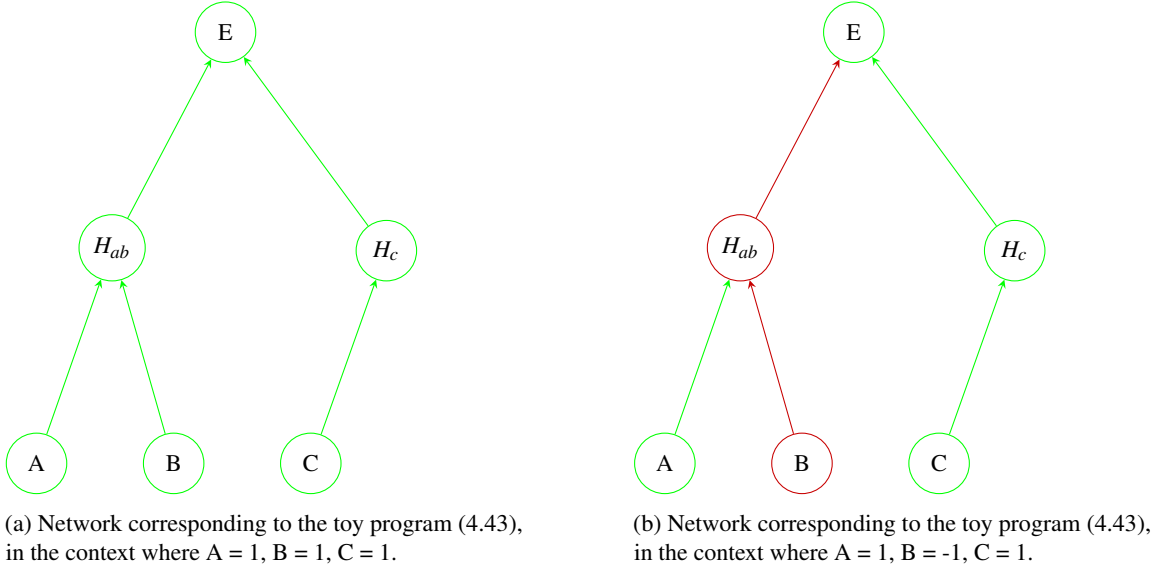 E
E
H_ab
H_c
H_ab
H_c
A
B
C
A
B
C
(a) Network corresponding to the toy program (4.43),
in the context where A = 1, B = 1, C = 1.
(b) Network corresponding to the toy program (4.43),
in the context where A = 1, B = -1, C = 1.